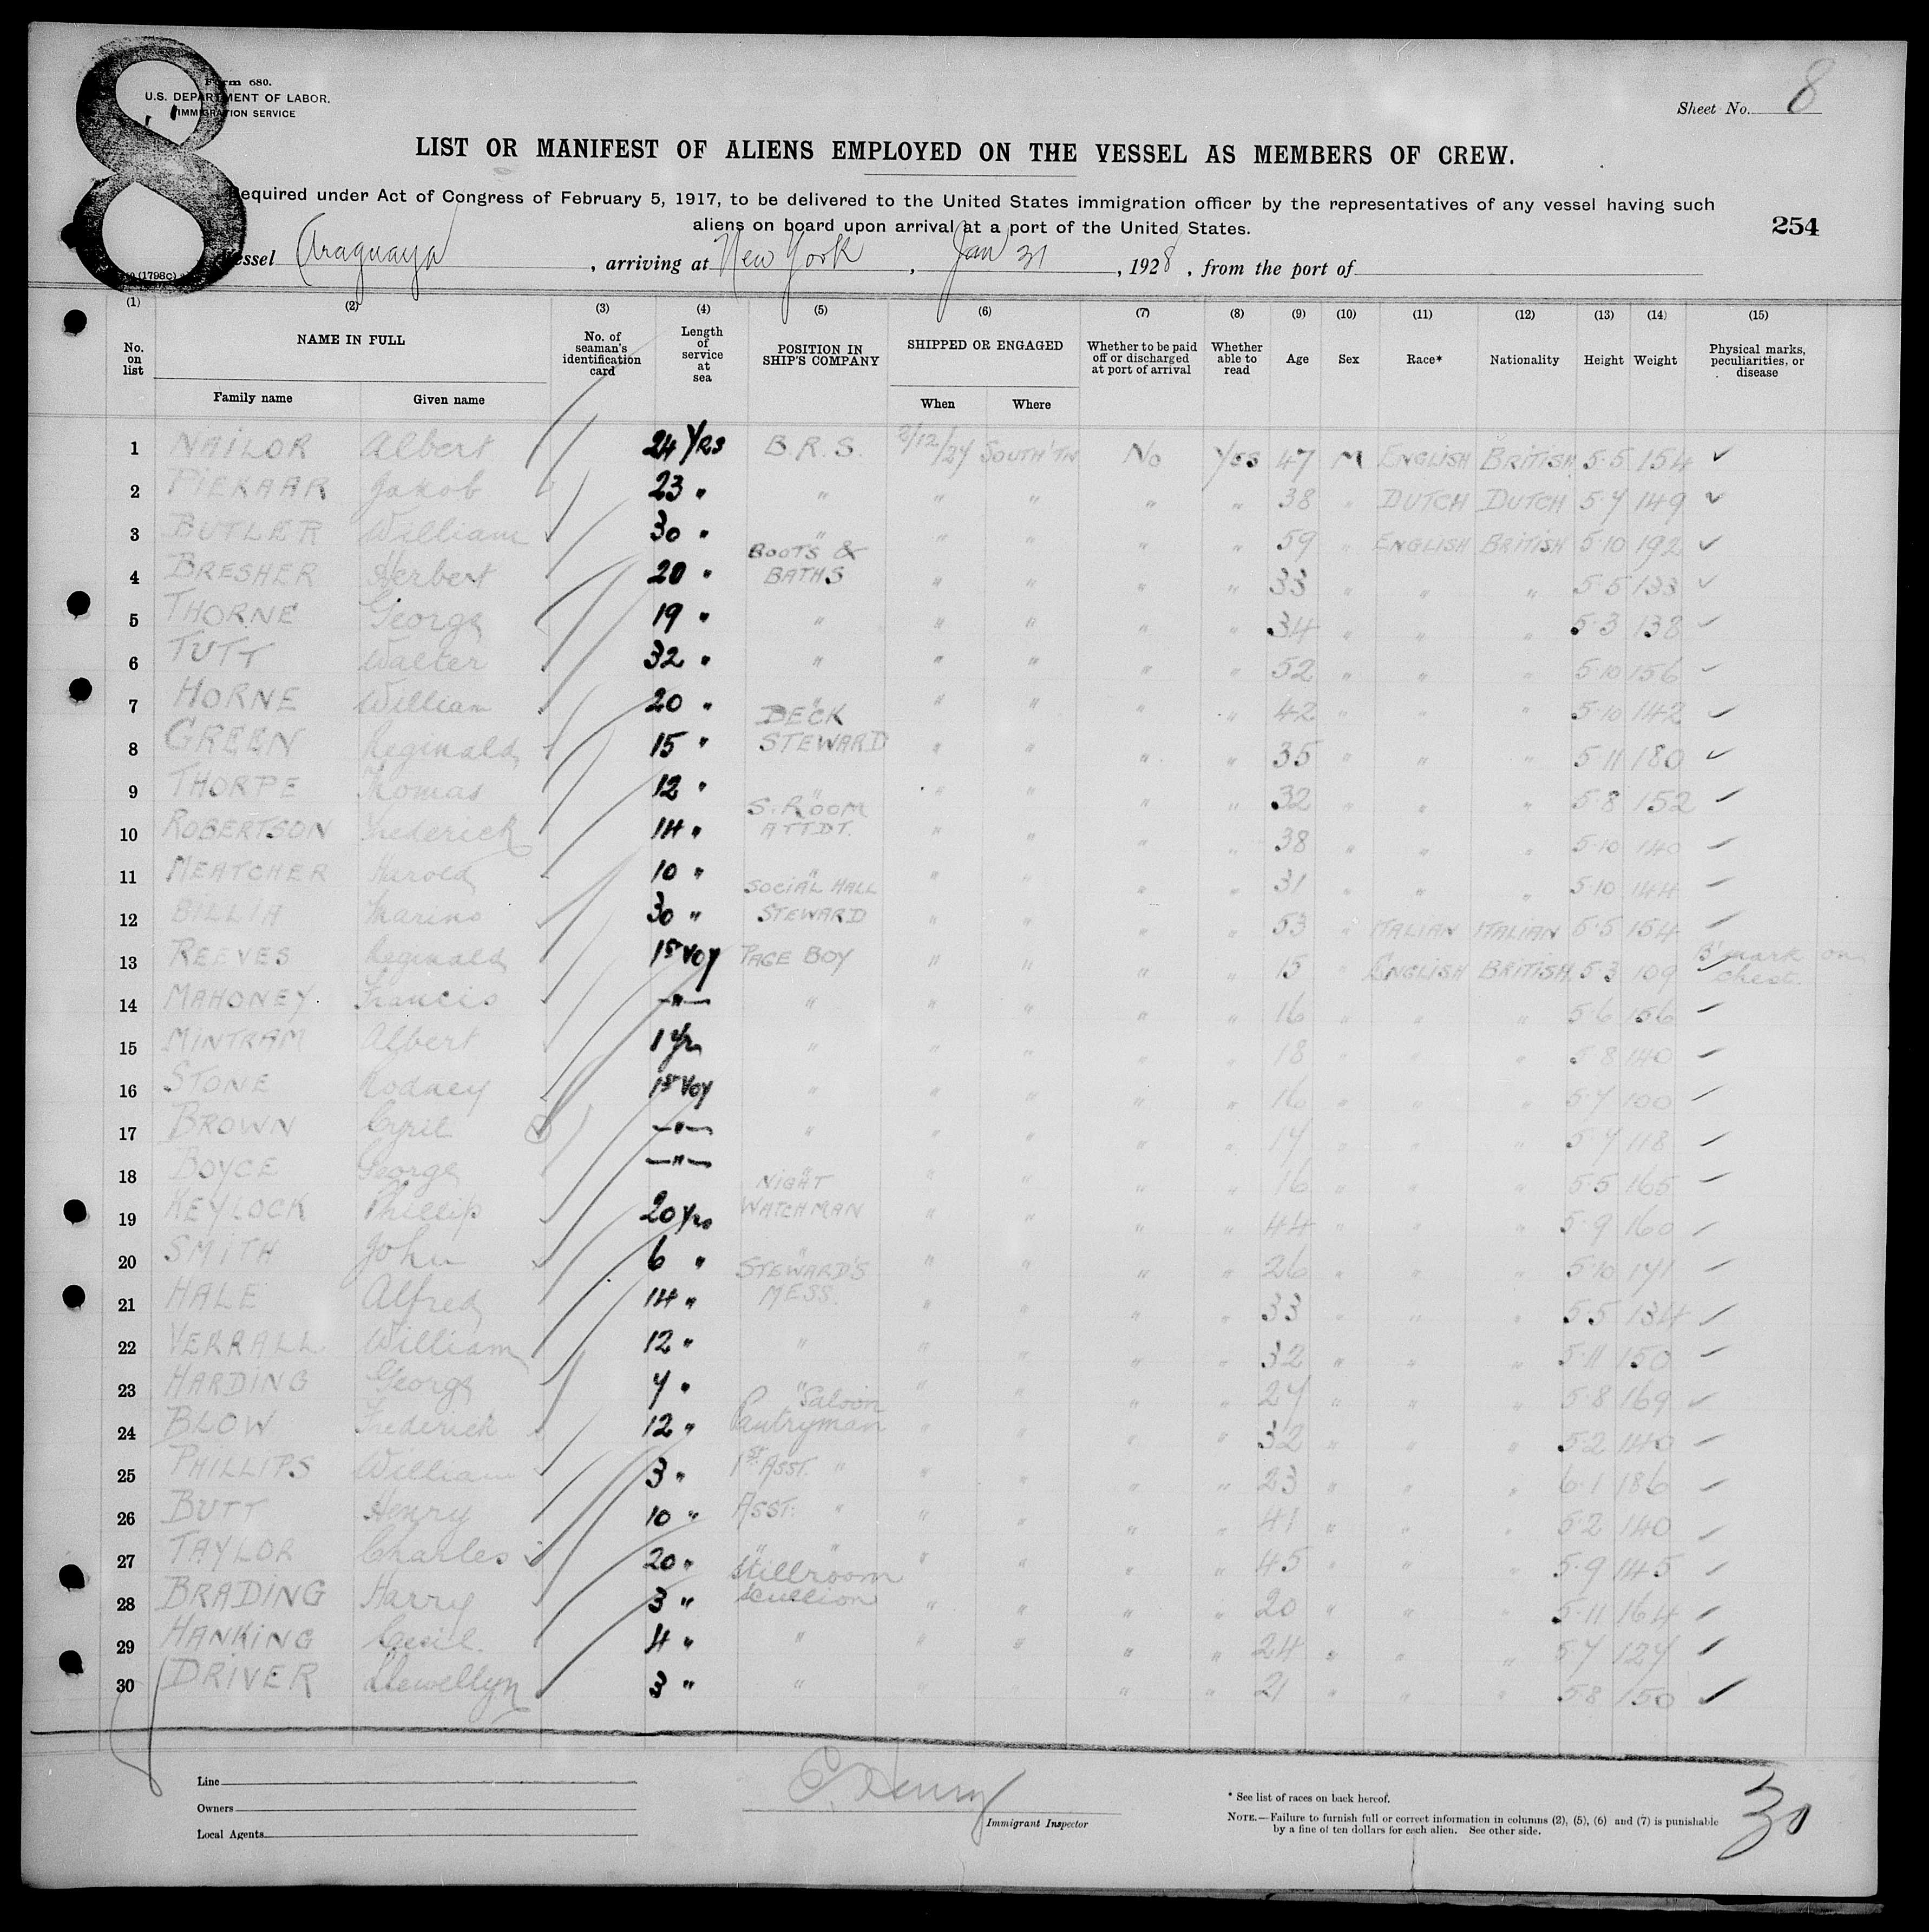 8
Form 680.
U.S. DEPARTMENT OF LABOR.
IMMIGRATION SERVICE
Sheet No. 8
LIST OR MANIFEST OF ALIENS EMPLOYED ON THE VESSEL AS MEMBERS OF CREW.
Required under Act of Congress of February 5, 1917, to be delivered to the United States immigration officer by the representatives of any vessel having such
aliens on board upon arrival at a port of the United States.
254
Vessel Araguaya, arriving at New York, Jan 31, 1928, from the port of
(1) (2) (3) (4) (5) (6) (7) (8) (9) (10) (11) (12) (13) (14) (15)
No. on list NAME IN FULL No. of seaman's identification card Length of service at sea POSITION IN SHIP'S COMPANY SHIPPED OR ENGAGED Whether to be paid off or discharged at port of arrival Whether able to read Age Sex Race* Nationality Height Weight Physical marks, peculiarities, or disease
Family name Given name When Where
1 NAILOR Albert 24 Yrs B.R.S. 2/12/27 SOUTH'TN No Yes 47 M ENGLISH BRITISH 5·5 154 ✓
2 PIEKAAR Jakob 23 " " " " " " 38 " DUTCH DUTCH 5·7 149 ✓
3 BUTLER William 30 " " " " " " 59 " ENGLISH BRITISH 5·10 192 ✓
4 BRESHER Herbert 20 " BOOTS & BATHS " " " " 33 " " " 5·5 133 ✓
5 THORNE George 19 " " " " " " 34 " " " 5·3 138 ✓
6 TUTT Walter 32 " " " " " " 52 " " " 5·10 156 ✓
7 HORNE William 20 " " " " " " 42 " " " 5·10 142 ✓
8 GREEN Reginald 15 " DECK STEWARD " " " " 35 " " " 5·11 180 ✓
9 THORPE Thomas 12 " " " " " " 32 " " " 5·8 152 ✓
10 ROBERTSON Frederick 14 " S. ROOM ATTDT. " " " " 38 " " " 5·10 140 ✓
11 MEATCHER Harold 10 " " " " " " 31 " " " 5·10 144 ✓
12 BILLIA Marino 30 " SOCIAL HALL STEWARD " " " " 53 " ITALIAN ITALIAN 5·5 154 ✓
13 REEVES Reginald 1st Voy PAGE BOY " " " " 15 " ENGLISH BRITISH 5·3 109 B'mark on chest.
14 MAHONEY Francis " " " " " " 16 " " " 5·6 156 ✓
15 MINTRAM Albert 1 Yr " " " " " 18 " " " 5·8 140 ✓
16 STONE Rodney 1st Voy " " " " " 16 " " " 5·7 100 ✓
17 BROWN Cyril " " " " " " 17 " " " 5·7 118 ✓
18 BOYCE George " " " " " " 16 " " " 5·5 165 ✓
19 KEYLOCK Phillip 20 Yrs NIGHT WATCHMAN " " " " 44 " " " 5·9 160 ✓
20 SMITH John 6 " " " " " " 26 " " " 5·10 171 ✓
21 HALE Alfred 14 " STEWARD'S MESS. " " " " 33 " " " 5·5 134 ✓
22 VERRALL William 12 " " " " " " 32 " " " 5·11 150 ✓
23 HARDING George 7 " " " " " " 27 " " " 5·8 169 ✓
24 BLOW Frederick 12 " Saloon Pantryman " " " " 32 " " " 5·2 140 ✓
25 PHILLIPS William 3 " 1st ASST. " " " " " 23 " " " 6·1 186 ✓
26 BUTT Henry 10 " ASST. " " " " " 41 " " " 5·2 140 ✓
27 TAYLOR Charles 20 " " " " " " " 45 " " " 5·9 145 ✓
28 BRADING Harry 3 " Stillroom Scullion " " " " 20 " " " 5·11 164 ✓
29 HANKING Cecil. 4 " " " " " " 24 " " " 5·7 127 ✓
30 DRIVER Llewellyn 3 " " " " 21 " " " 5·8 150 ✓
Line
Owners
Local Agents
C. Henry
Immigrant Inspector
* See list of races on back hereof.
NOTE.—Failure to furnish full or correct information in columns (2), (5), (6) and (7) is punishable
by a fine of ten dollars for each alien. See other side.
30